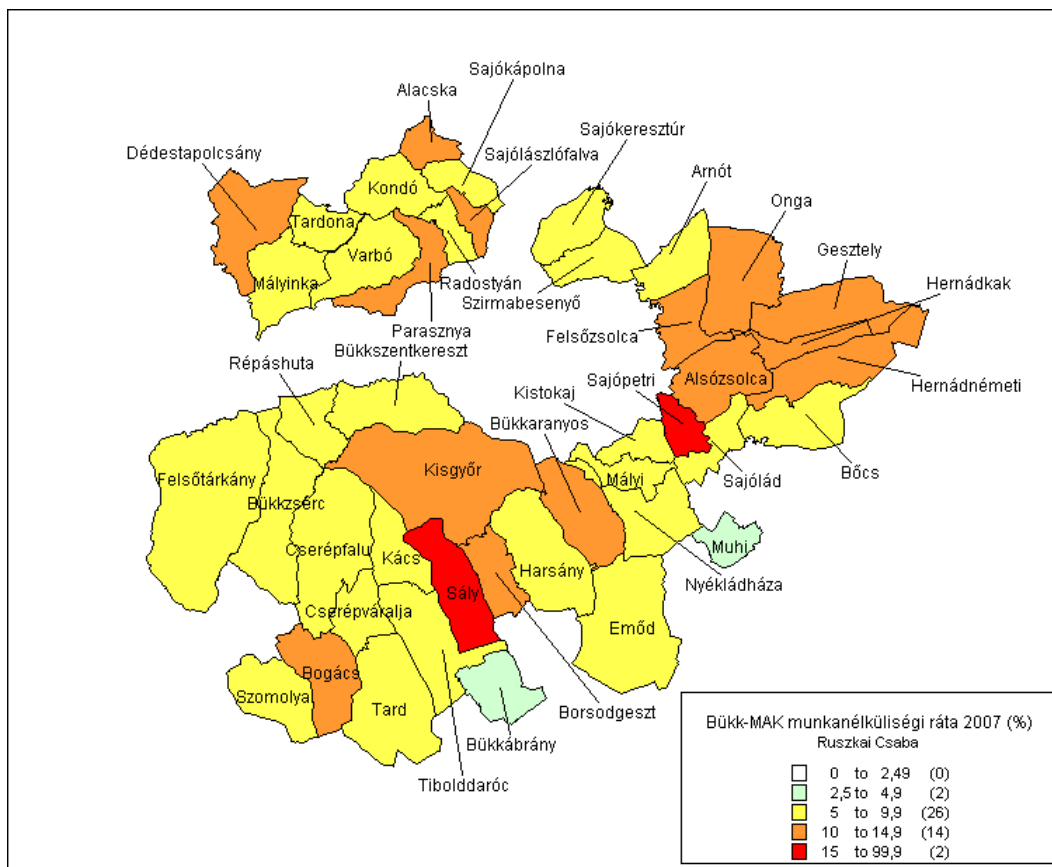 Sajókápolna
Alacska
Sajókeresztúr
Dédestapolcsány
Sajólászlófalva
Arnót
Kondó
Onga
Tardona
Gesztely
Varbó
Hernádkak
Mályinka
Radostyán
Szirmabesenyő
Parasznya
Felsőzsolca
Bükkszentkereszt
Répáshuta
Alsózsolca
Hernádnémeti
Sajópetri
Kistokaj
Bükkaranyos
Kisgyőr
Bőcs
Felsőtárkány
Mályi
Sajólád
Bükkzsérc
Cserépfalu
Muhi
Kács
Harsány
Nyékládháza
Sály
Cserépváralja
Emőd
Bogács
Szomolya
Tard
Borsodgeszt
Bükkábrány
Tibolddaróc
Bükk-MAK munkanélküliségi ráta 2007 (%)
Ruszkai Csaba
0 to 2,49 (0)
2,5 to 4,9 (2)
5 to 9,9 (26)
10 to 14,9 (14)
15 to 99,9 (2)